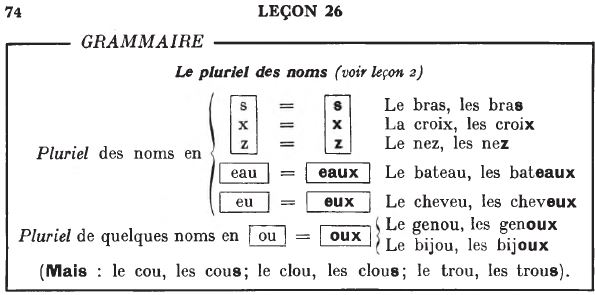 74 LEÇON 26
GRAMMAIRE
Le pluriel des noms (voir leçon 2)
s = s Le bras, les bras
x = x La croix, les croix
z = z Le nez, les nez
Pluriel des noms en
eau = eaux Le bateau, les bateaux
eu = eux Le cheveu, les cheveux
Pluriel de quelques noms en ou = oux Le genou, les genoux
Le bijou, les bijoux
(Mais : le cou, les cous; le clou, les clous; le trou, les trous).